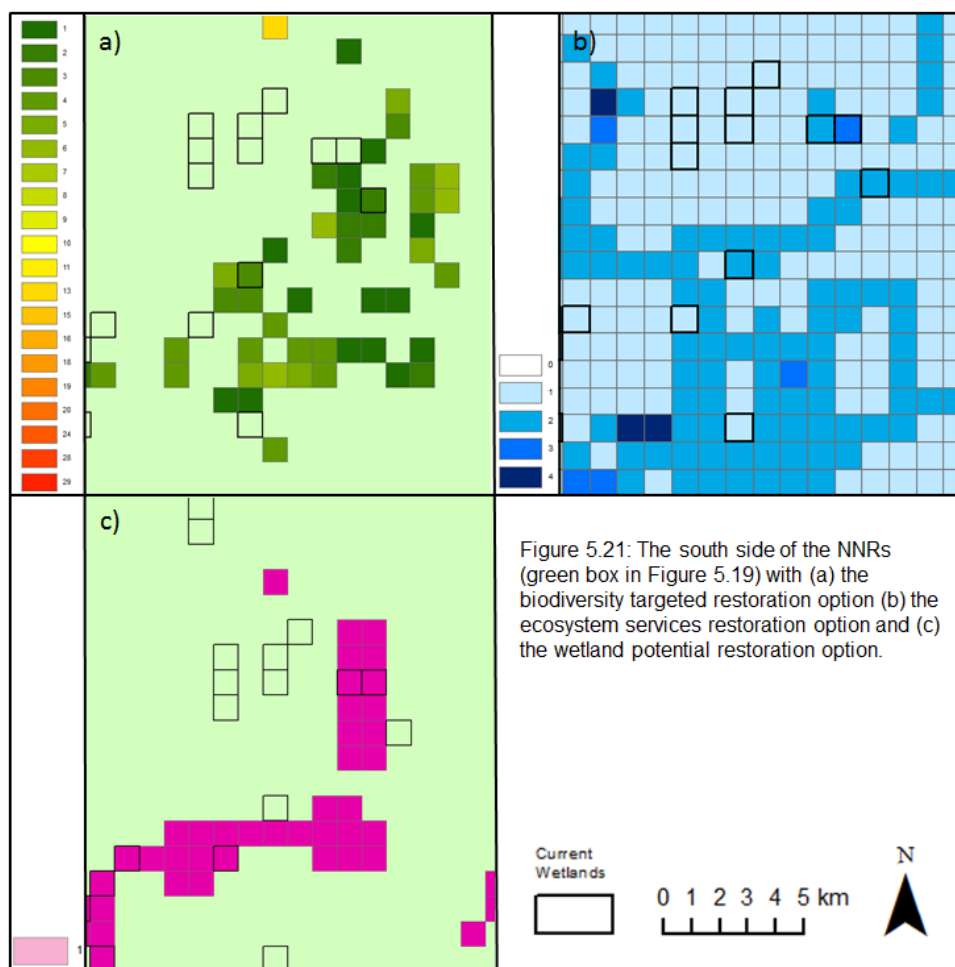 a)
1
2
3
4
5
6
7
8
9
10
11
13
15
16
18
19
20
24
28
29
b)
0
1
2
3
4
c)
1
Figure 5.21: The south side of the NNRs
(green box in Figure 5.19) with (a) the
biodiversity targeted restoration option (b) the
ecosystem services restoration option and (c)
the wetland potential restoration option.
Current
Wetlands
0 1 2 3 4 5 km
N